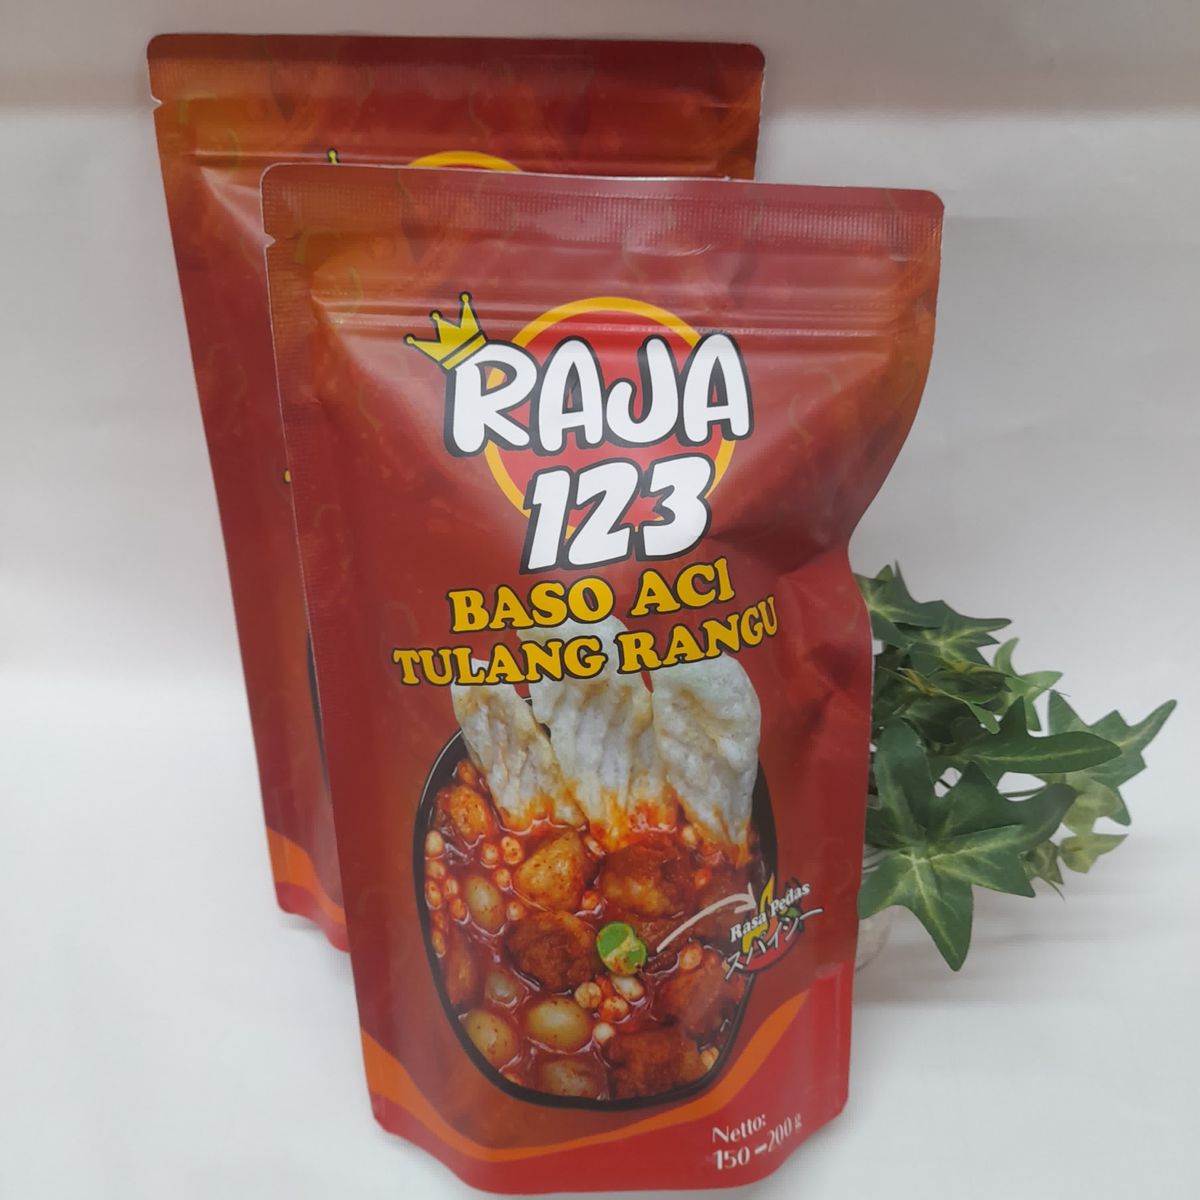 RAJA
123
BASO ACI
TULANG RANGU
Rasa Pedas
スパイシー
Netto:
150-200 g